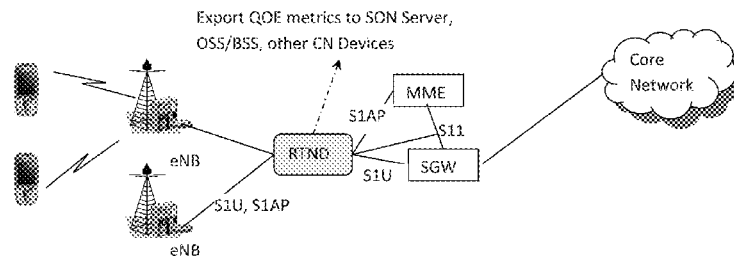 Export QOE metrics to SON Server,
OSS/BSS, other CN Devices
Core
Network
MME
S1AP
S11
RTND
eNB
S1U
SGW
S1U, S1AP
eNB